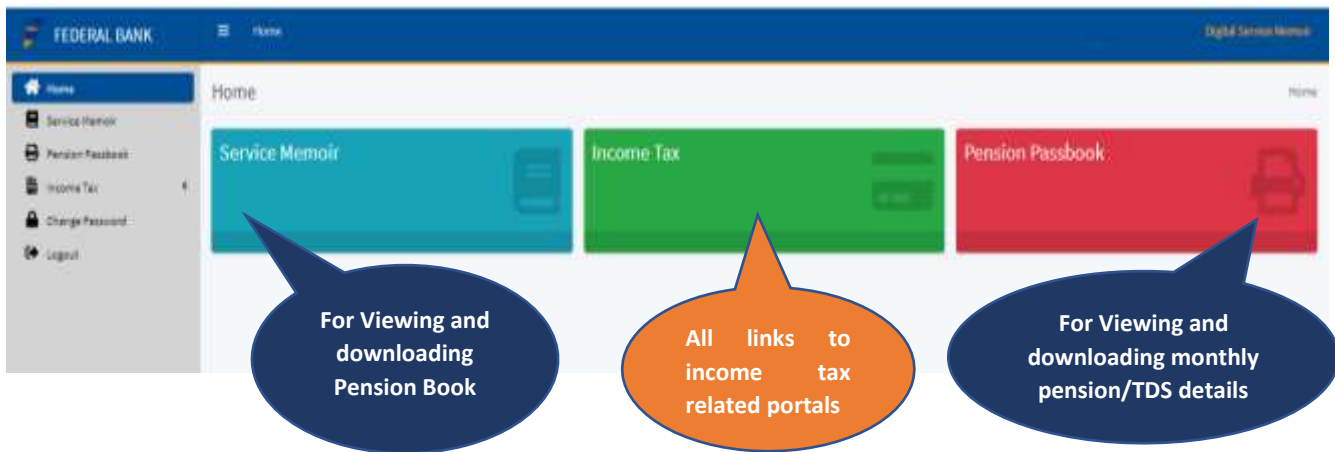 FEDERAL BANK
Home
Digital Service Memoir
Home
Home
Home
Service Memoir
Pension Passbook
Income Tax
Change Password
Logout
Service Memoir
Income Tax
Pension Passbook
For Viewing and
downloading
Pension Book
All links to
income tax
related portals
For Viewing and
downloading monthly
pension/TDS details